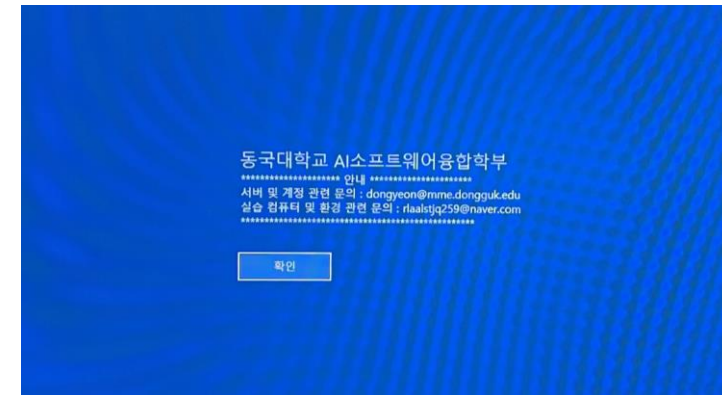 동국대학교 AI소프트웨어융합학부
********************* 안내 *********************
서버 및 계정 관련 문의 : dongyeon@mme.dongguk.edu
실습 컴퓨터 및 환경 관련 문의 : rlaalstjq259@naver.com
**************************************************
확인